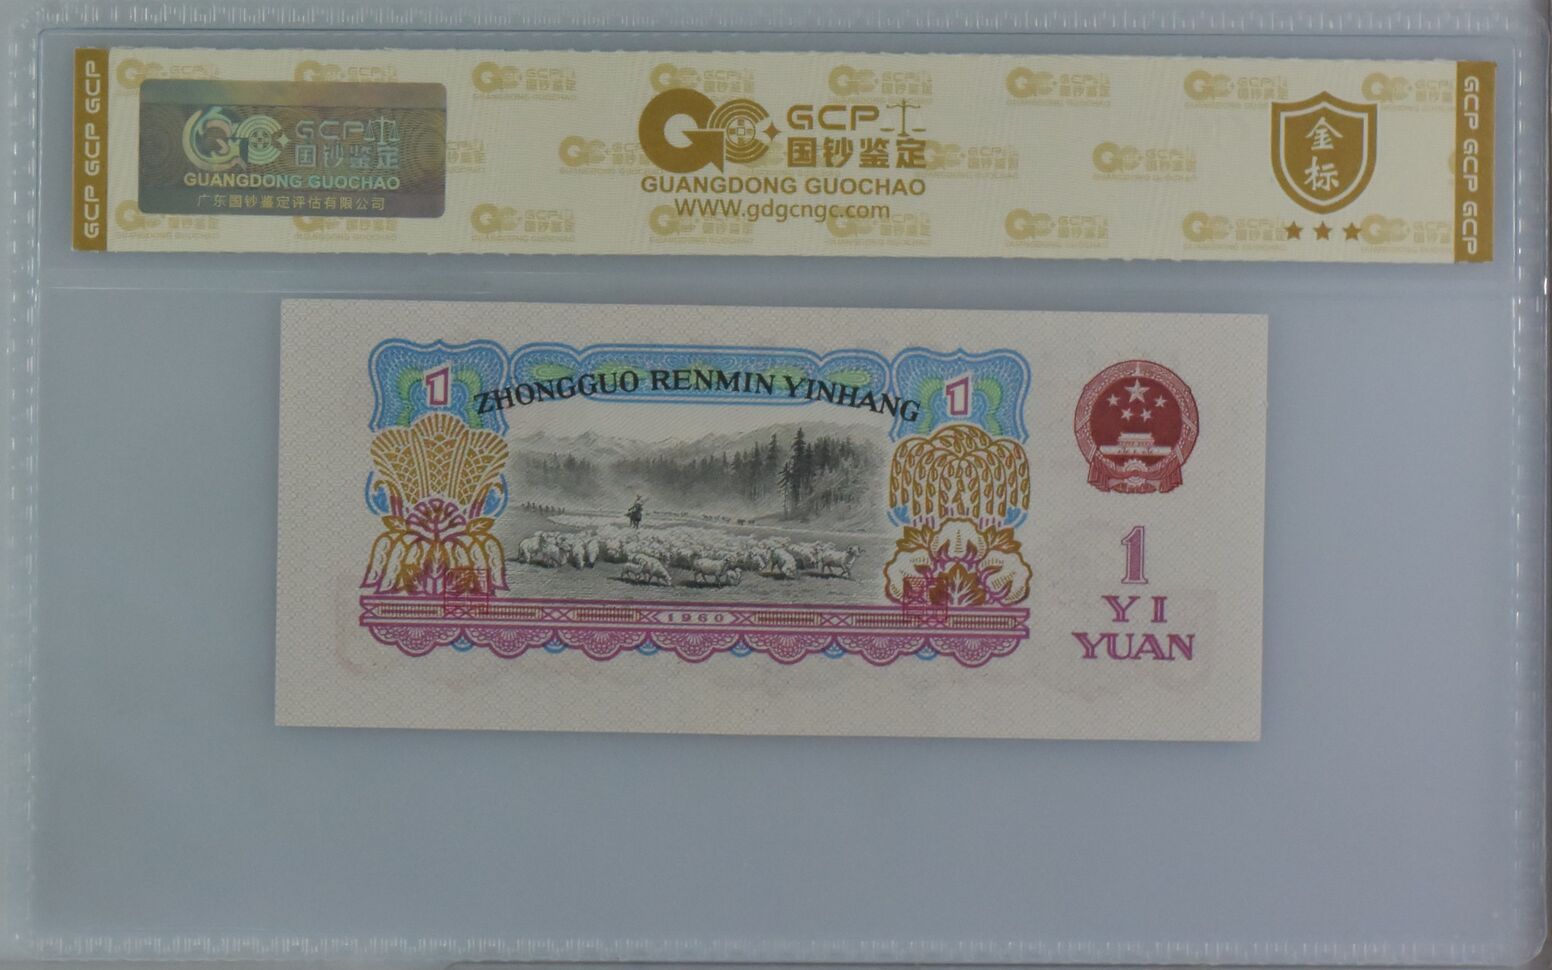 GCP GCP GCP
GCP
国钞鉴定
GUANGDONG GUOCHAO
广东国钞鉴定评估有限公司
GCP
国钞鉴定
GUANGDONG GUOCHAO
WWW.gdgcngc.com
金
标
GCP GCP GCP
1
ZHONGGUO RENMIN YINHANG
1
1960
1
YI
YUAN